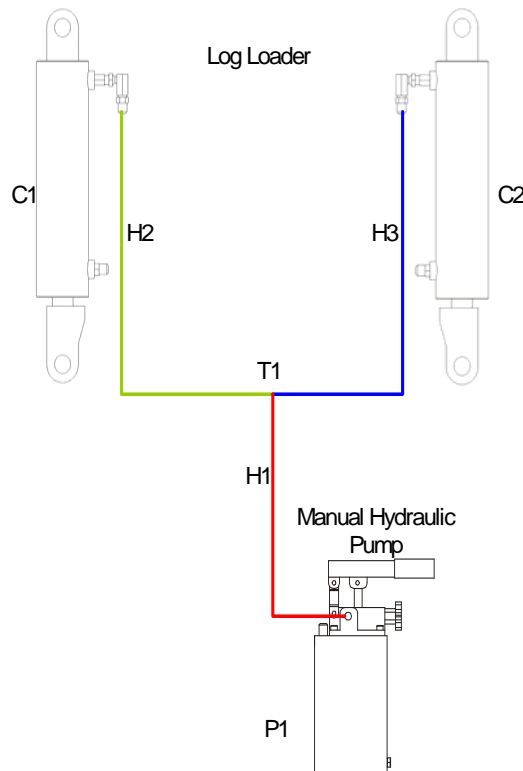 Log Loader
C1
C2
H2
H3
T1
H1
Manual Hydraulic
Pump
P1